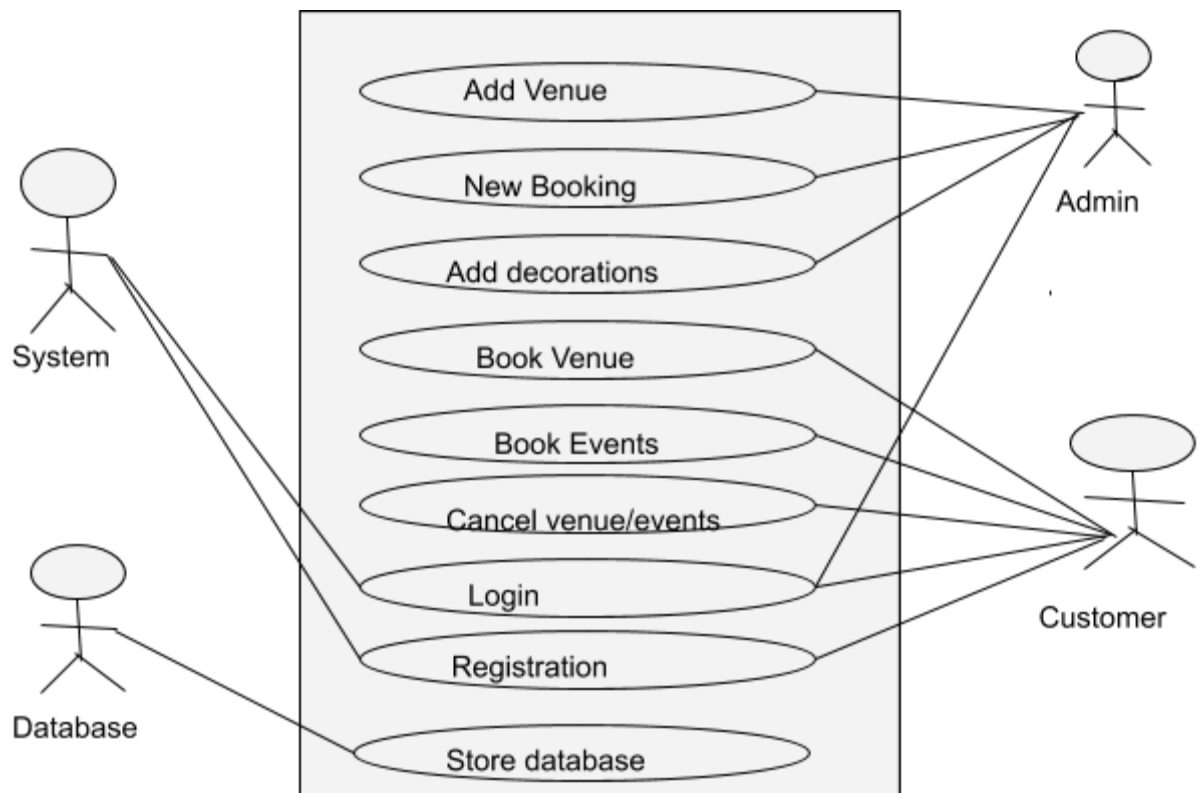 Add Venue
New Booking
Add decorations
Book Venue
Book Events
Cancel venue/events
Login
Registration
Store database
System
Database
Admin
Customer